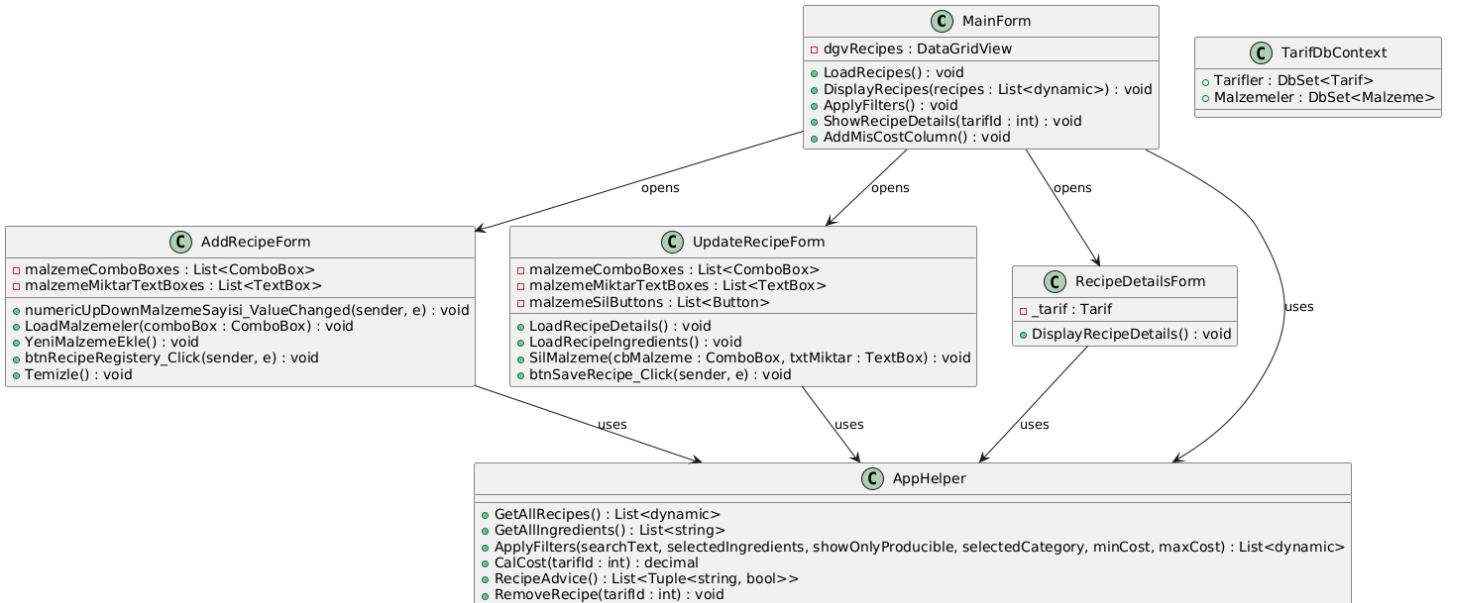 C MainForm
dgvRecipes : DataGridView
LoadRecipes() : void
DisplayRecipes(recipes : List<dynamic>) : void
ApplyFilters() : void
ShowRecipeDetails(tarifId : int) : void
AddMisCostColumn() : void
C TarifDbContext
Tarifler : DbSet<Tarif>
Malzemeler : DbSet<Malzeme>
opens
opens
opens
uses
C AddRecipeForm
malzemeComboBoxes : List<ComboBox>
malzemeMiktarTextBoxes : List<TextBox>
numericUpDownMalzemeSayisi_ValueChanged(sender, e) : void
LoadMalzemeler(comboBox : ComboBox) : void
YeniMalzemeEkle() : void
btnRecipeRegistery_Click(sender, e) : void
Temizle() : void
C UpdateRecipeForm
malzemeComboBoxes : List<ComboBox>
malzemeMiktarTextBoxes : List<TextBox>
malzemeSilButtons : List<Button>
LoadRecipeDetails() : void
LoadRecipeIngredients() : void
SilMalzeme(cbMalzeme : ComboBox, txtMiktar : TextBox) : void
btnSaveRecipe_Click(sender, e) : void
C RecipeDetailsForm
_tarif : Tarif
DisplayRecipeDetails() : void
uses
uses
uses
C AppHelper
GetAllRecipes() : List<dynamic>
GetAllIngredients() : List<string>
ApplyFilters(searchText, selectedIngredients, showOnlyProducible, selectedCategory, minCost, maxCost) : List<dynamic>
CalCost(tarifId : int) : decimal
RecipeAdvice() : List<Tuple<string, bool>>
RemoveRecipe(tarifId : int) : void